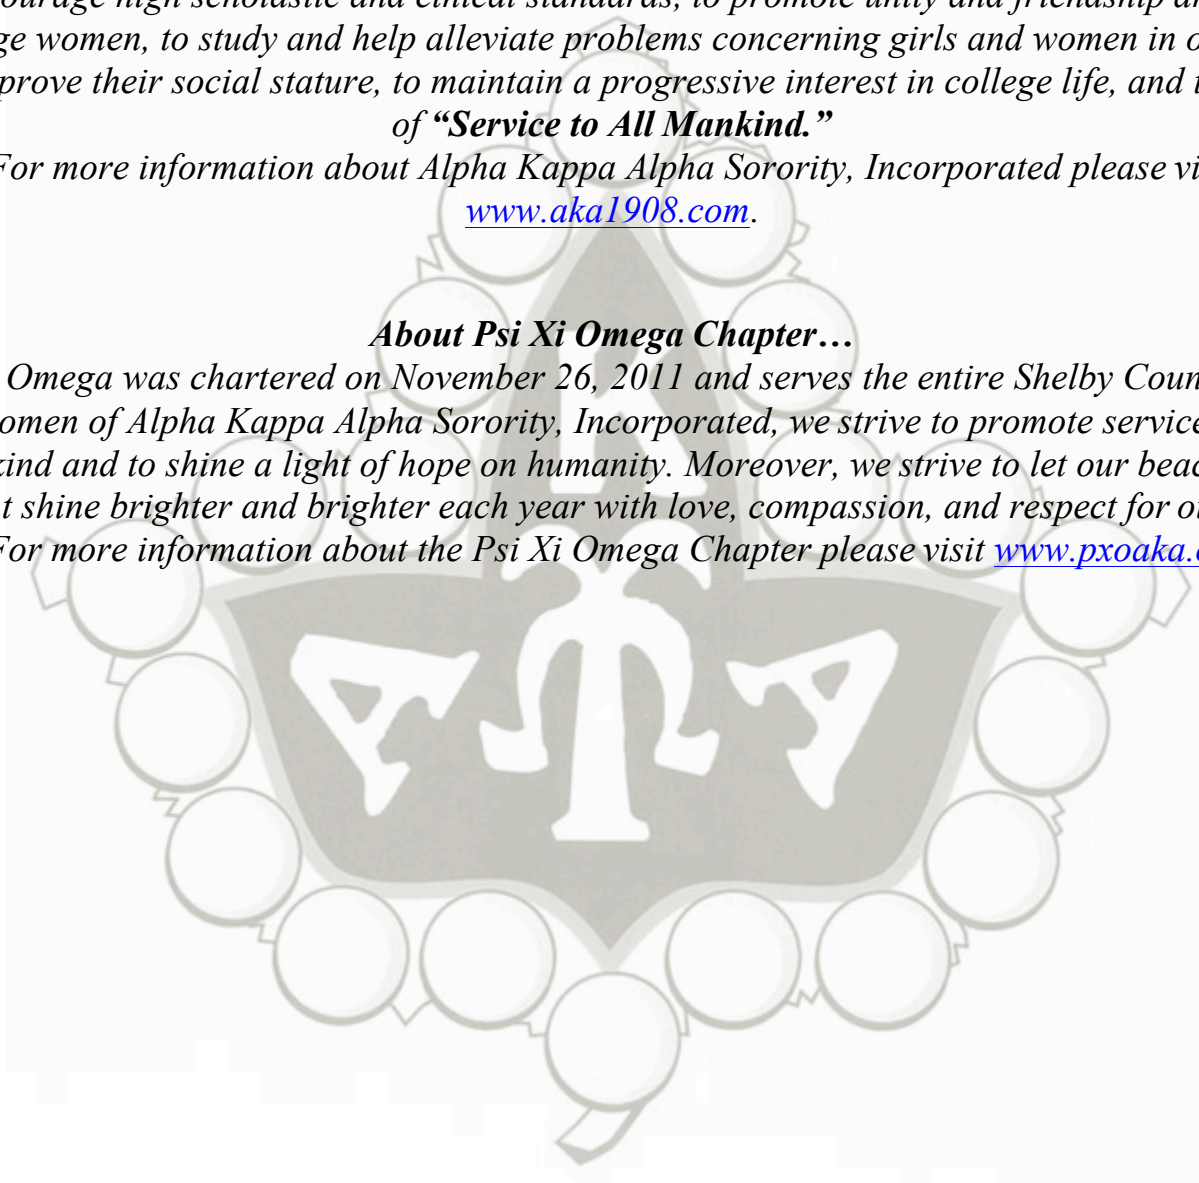 courage high scholastic and ethical standards, to promote unity and friendship
ge women, to study and help alleviate problems concerning girls and women in
prove their social stature, to maintain a progressive interest in college life, and
of “Service to All Mankind.”
For more information about Alpha Kappa Alpha Sorority, Incorporated please vi
www.aka1908.com.
About Psi Xi Omega Chapter…
Omega was chartered on November 26, 2011 and serves the entire Shelby Coun
omen of Alpha Kappa Alpha Sorority, Incorporated, we strive to promote service
kind and to shine a light of hope on humanity. Moreover, we strive to let our beac
t shine brighter and brighter each year with love, compassion, and respect for
For more information about the Psi Xi Omega Chapter please visit www.pxoaka.
K
A Ψ A